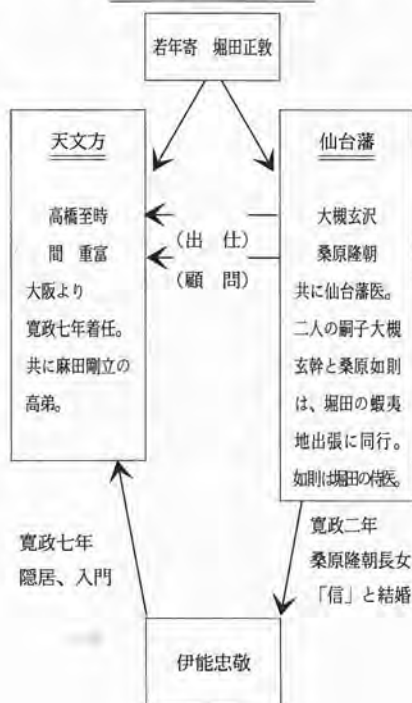 若年寄　堀田正敦
天文方
高橋至時
間　重富
大阪より
寛政七年着任。
共に麻田剛立の
高弟。
（出　仕）
（顧　問）
仙台藩
大槻玄沢
桑原隆朝
共に仙台藩医。
二人の嗣子大槻
玄幹と桑原如則
は、堀田の蝦夷
地出張に同行。
如則は堀田の侍医。
寛政七年
隠居、入門
寛政二年
桑原隆朝長女
「信」と結婚
伊能忠敬